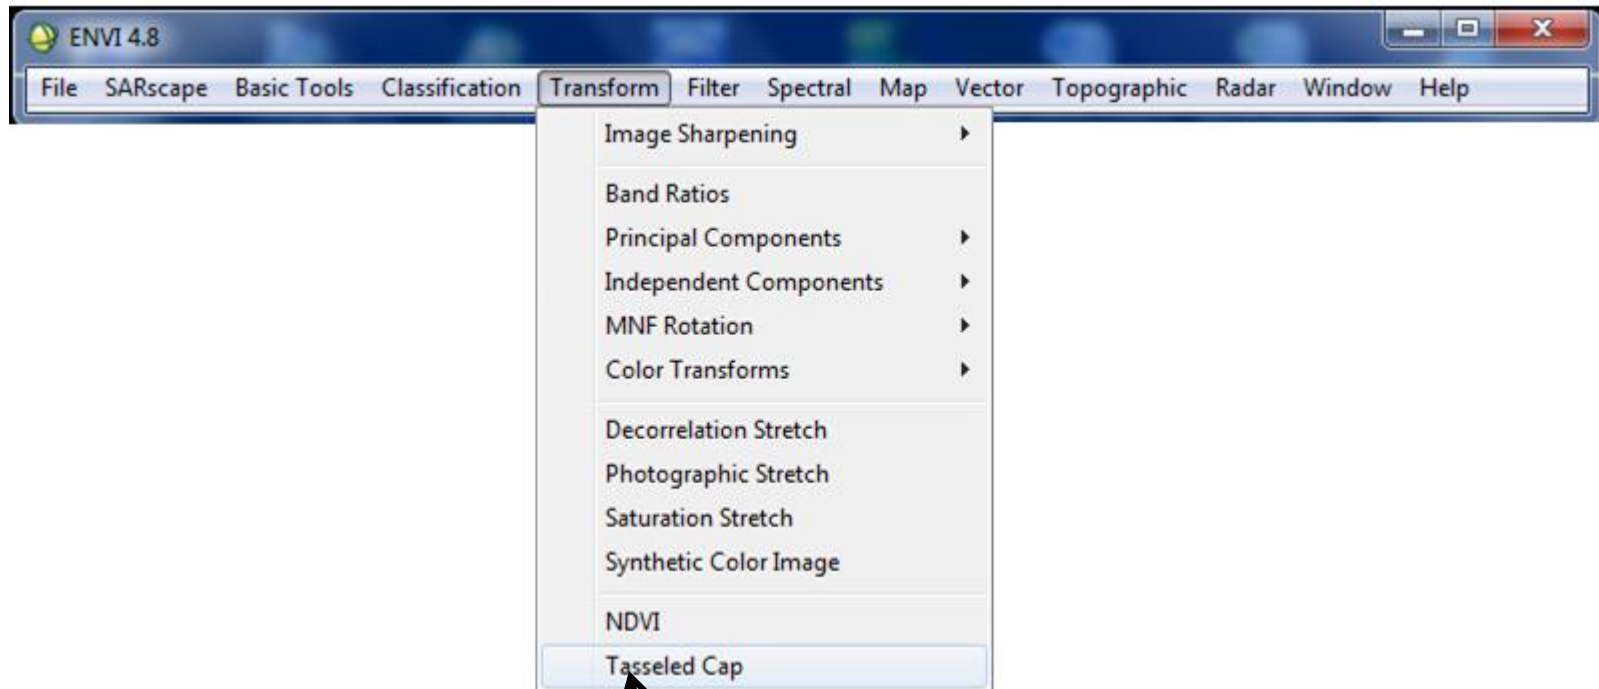 ENVI 4.8
File SARscape Basic Tools Classification Transform Filter Spectral Map Vector Topographic Radar Window Help
Image Sharpening
Band Ratios
Principal Components
Independent Components
MNF Rotation
Color Transforms
Decorrelation Stretch
Photographic Stretch
Saturation Stretch
Synthetic Color Image
NDVI
Tasseled Cap